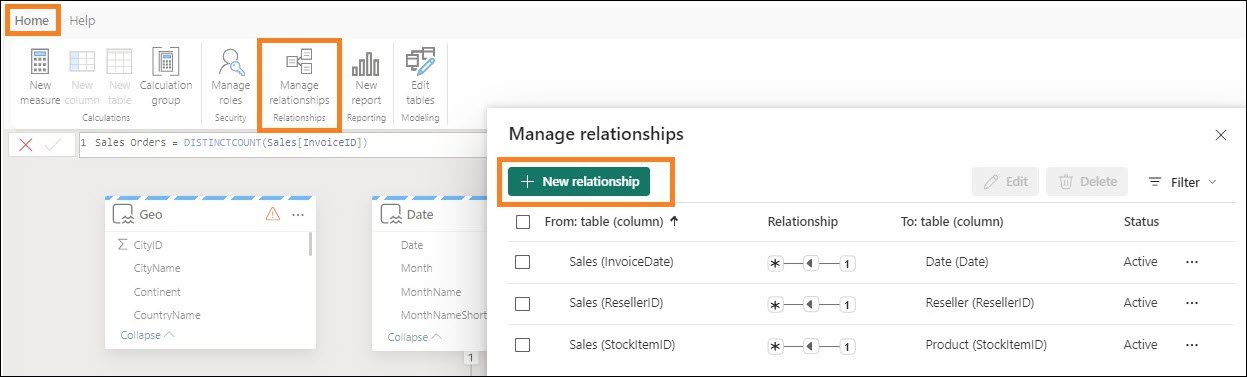 Home Help
New measure
New column
New table
Calculation group
Manage roles
Manage relationships
New report
Edit tables
Calculations Security Relationships Reporting Modeling
1 Sales Orders = DISTINCTCOUNT(Sales[InvoiceID])
Geo
CityID
CityName
Continent
CountryName
Collapse
Date
Date
Month
MonthName
MonthNameShort
Collapse
1
Manage relationships
New relationship Edit Delete Filter
From: table (column) Relationship To: table (column) Status
Sales (InvoiceDate) * 1 Date (Date) Active
Sales (ResellerID) * 1 Reseller (ResellerID) Active
Sales (StockItemID) * 1 Product (StockItemID) Active